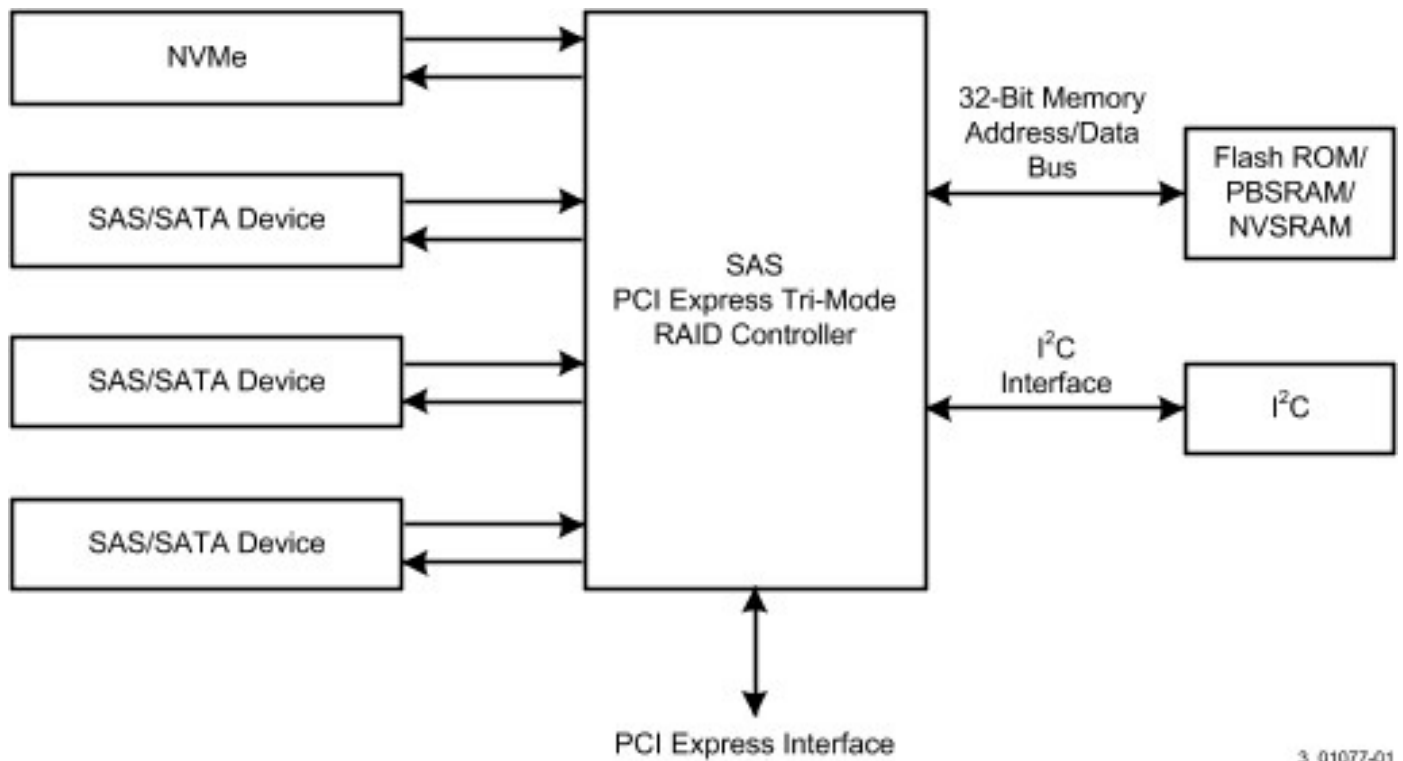 NVMe
SAS/SATA Device
SAS/SATA Device
SAS/SATA Device
SAS
PCI Express Tri-Mode
RAID Controller
32-Bit Memory
Address/Data
Bus
Flash ROM/
PBSRAM/
NVSRAM
I²C
Interface
I²C
PCI Express Interface
3_01077-01